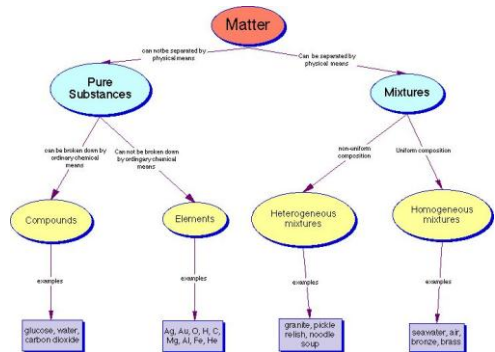 Matter
can not be separated by
physical means
Can be separated by
physical means
Pure
Substances
Mixtures
can be broken down by
ordinary chemical
means
Can not be broken down
by ordingary chemical
means
non-uniform
composition
Uniform composition
Compounds
Elements
Heterogeneous
mixtures
Homogeneous
mixtures
examples
examples
examples
examples
glucose, water,
carbon dioxide
Ag, Au, O, H, C,
Mg, Al, Fe, He
granite, pickle
relish, noodle
soup
seawater, air,
bronze, brass